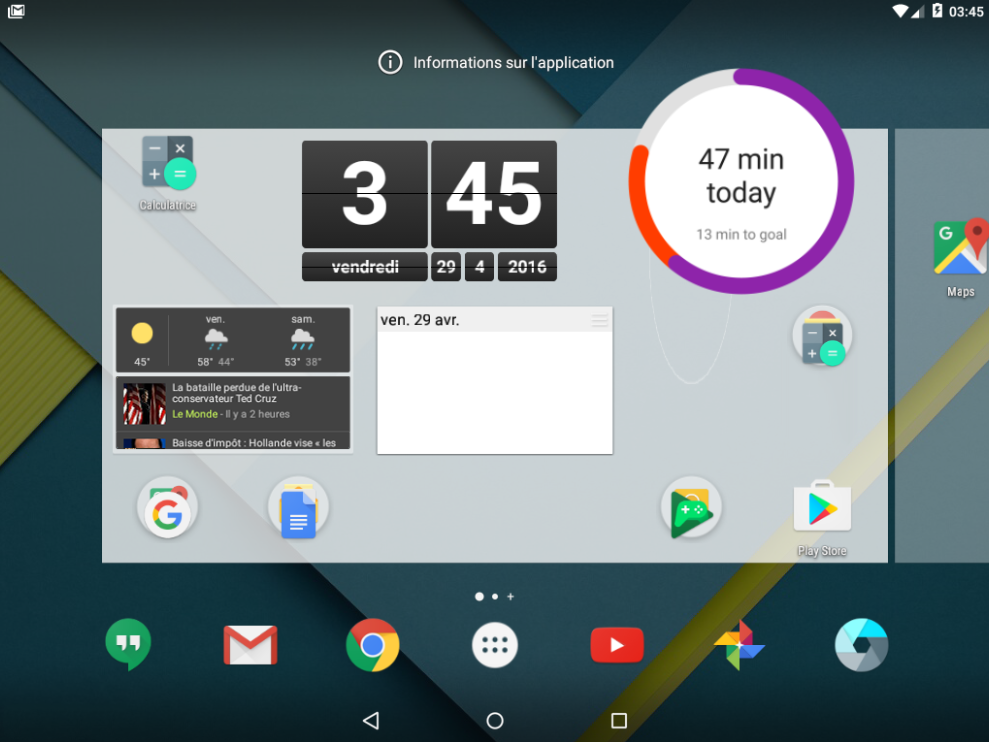 03:45
Informations sur l'application
Calculatrice
3 45
vendredi 29 4 2016
47 min
today
13 min to goal
G
Maps
ven. sam.
45° 58° 44° 53° 38°
La bataille perdue de l'ultra-
conservateur Ted Cruz
Le Monde - Il y a 2 heures
Baisse d'impôt : Hollande vise « les
ven. 29 avr.
G
Play Store